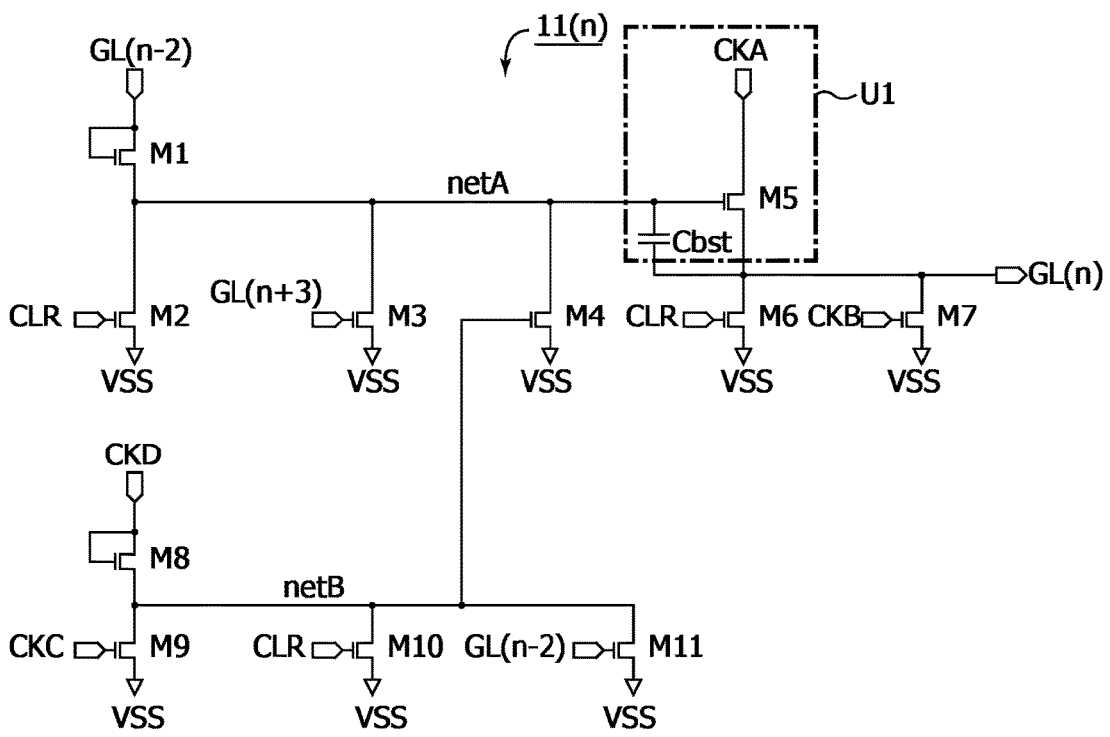 11(n)
GL(n-2)
CKA
U1
M1
netA
M5
Cbst
GL(n)
GL(n+3)
CLR
M2
M3
M4
CLR
M6
CKB
M7
VSS
VSS
VSS
VSS
VSS
CKD
M8
netB
CKC
M9
CLR
M10
GL(n-2)
M11
VSS
VSS
VSS